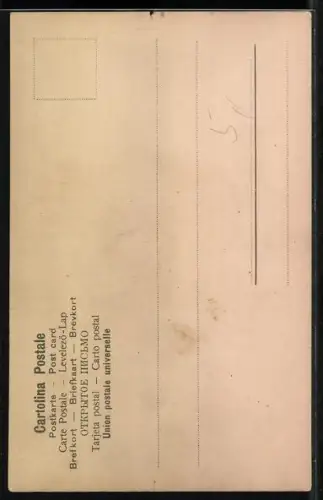 Cartolina Postale
Postkarte — Post card
Carte Postale — Levelező-Lap
Brefkort — Briefkaart — Brevkort
ОТКРЫТОЕ ПИСЬМО
Tarjeta postal — Carto postal
Union postale universelle